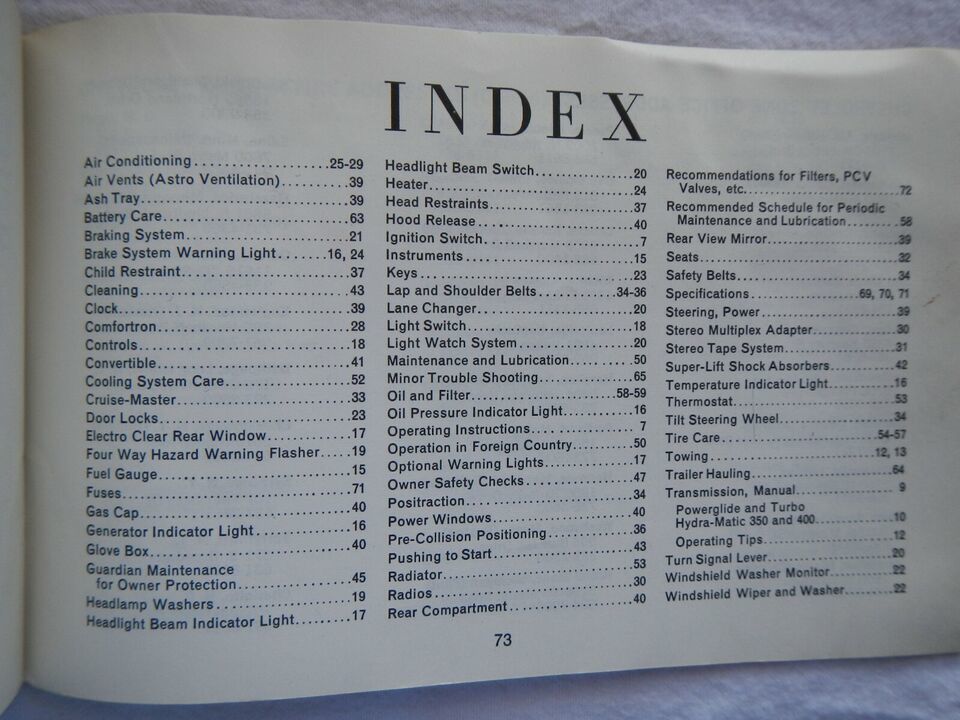 INDEX
Air Conditioning....................25-29
Air Vents (Astro Ventilation)..........39
Ash Tray..............................39
Battery Care..........................63
Braking System........................21
Brake System Warning Light.......16, 24
Child Restraint........................37
Cleaning..............................43
Clock.................................39
Comfortron............................28
Controls..............................18
Convertible...........................41
Cooling System Care...................52
Cruise-Master.........................33
Door Locks............................23
Electro Clear Rear Window.............17
Four Way Hazard Warning Flasher.....19
Fuel Gauge............................15
Fuses.................................71
Gas Cap...............................40
Generator Indicator Light..............16
Glove Box.............................40
Guardian Maintenance
for Owner Protection..................45
Headlamp Washers.....................19
Headlight Beam Indicator Light.........17
Headlight Beam Switch................20
Heater................................24
Head Restraints.......................37
Hood Release.........................40
Ignition Switch........................7
Instruments...........................15
Keys..................................23
Lap and Shoulder Belts............34-36
Lane Changer.........................20
Light Switch...........................18
Light Watch System....................20
Maintenance and Lubrication..........50
Minor Trouble Shooting................65
Oil and Filter.......................58-59
Oil Pressure Indicator Light............16
Operating Instructions.................7
Operation in Foreign Country..........50
Optional Warning Lights...............17
Owner Safety Checks..................47
Positraction...........................34
Power Windows........................40
Pre-Collision Positioning...............36
Pushing to Start.......................43
Radiator..............................53
Radios................................30
Rear Compartment....................40
Recommendations for Filters, PCV
Valves, etc............................72
Recommended Schedule for Periodic
Maintenance and Lubrication.........58
Rear View Mirror......................39
Seats.................................32
Safety Belts...........................34
Specifications..................69, 70, 71
Steering, Power.......................39
Stereo Multiplex Adapter..............30
Stereo Tape System...................31
Super-Lift Shock Absorbers............42
Temperature Indicator Light...........16
Thermostat...........................53
Tilt Steering Wheel....................34
Tire Care..........................54-57
Towing............................12, 13
Trailer Hauling........................64
Transmission, Manual..................9
Powerglide and Turbo
Hydra-Matic 350 and 400..............10
Operating Tips.......................12
Turn Signal Lever......................20
Windshield Washer Monitor............22
Windshield Wiper and Washer.........22
73